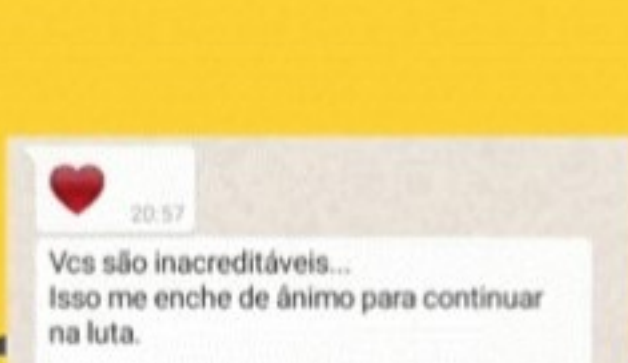 ❤️
20:57
Vcs são inacreditáveis...
Isso me enche de ânimo para continuar
na luta.